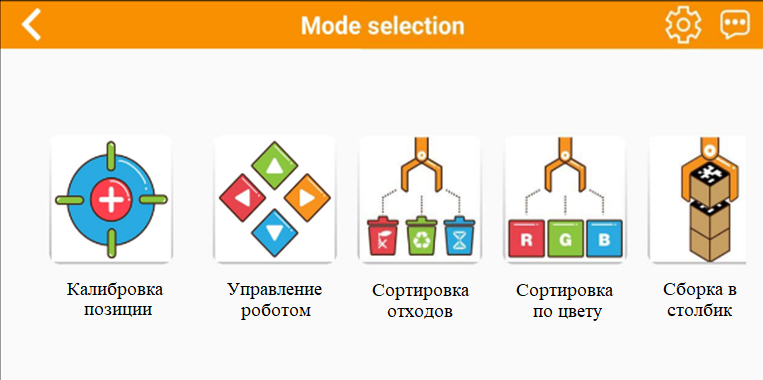 Mode selection
R G B
Калибровка
позиции
Управление
роботом
Сортировка
отходов
Сортировка
по цвету
Сборка в
столбик